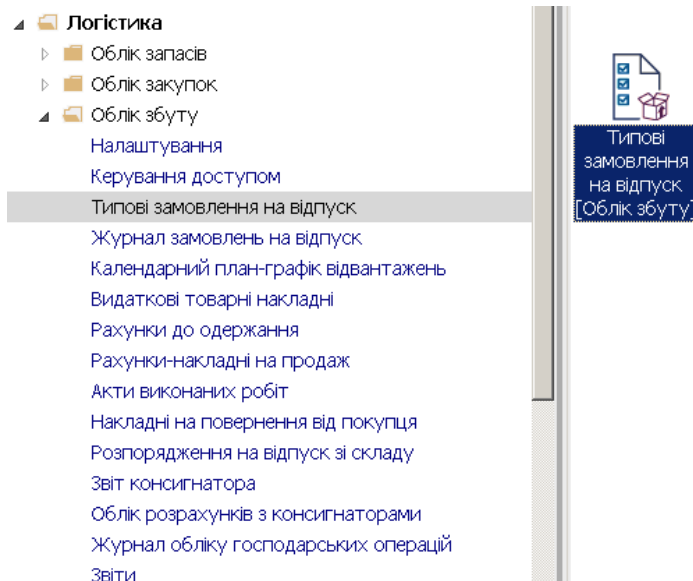 Логістика
Облік запасів
Облік закупок
Облік збуту
Налаштування
Керування доступом
Типові замовлення на відпуск
Журнал замовлень на відпуск
Календарний план-графік відвантажень
Видаткові товарні накладні
Рахунки до одержання
Рахунки-накладні на продаж
Акти виконаних робіт
Накладні на повернення від покупця
Розпорядження на відпуск зі складу
Звіт консигнатора
Облік розрахунків з консигнаторами
Журнал обліку господарських операцій
Звіти
Типові
замовлення
на відпуск
[Облік збуту]